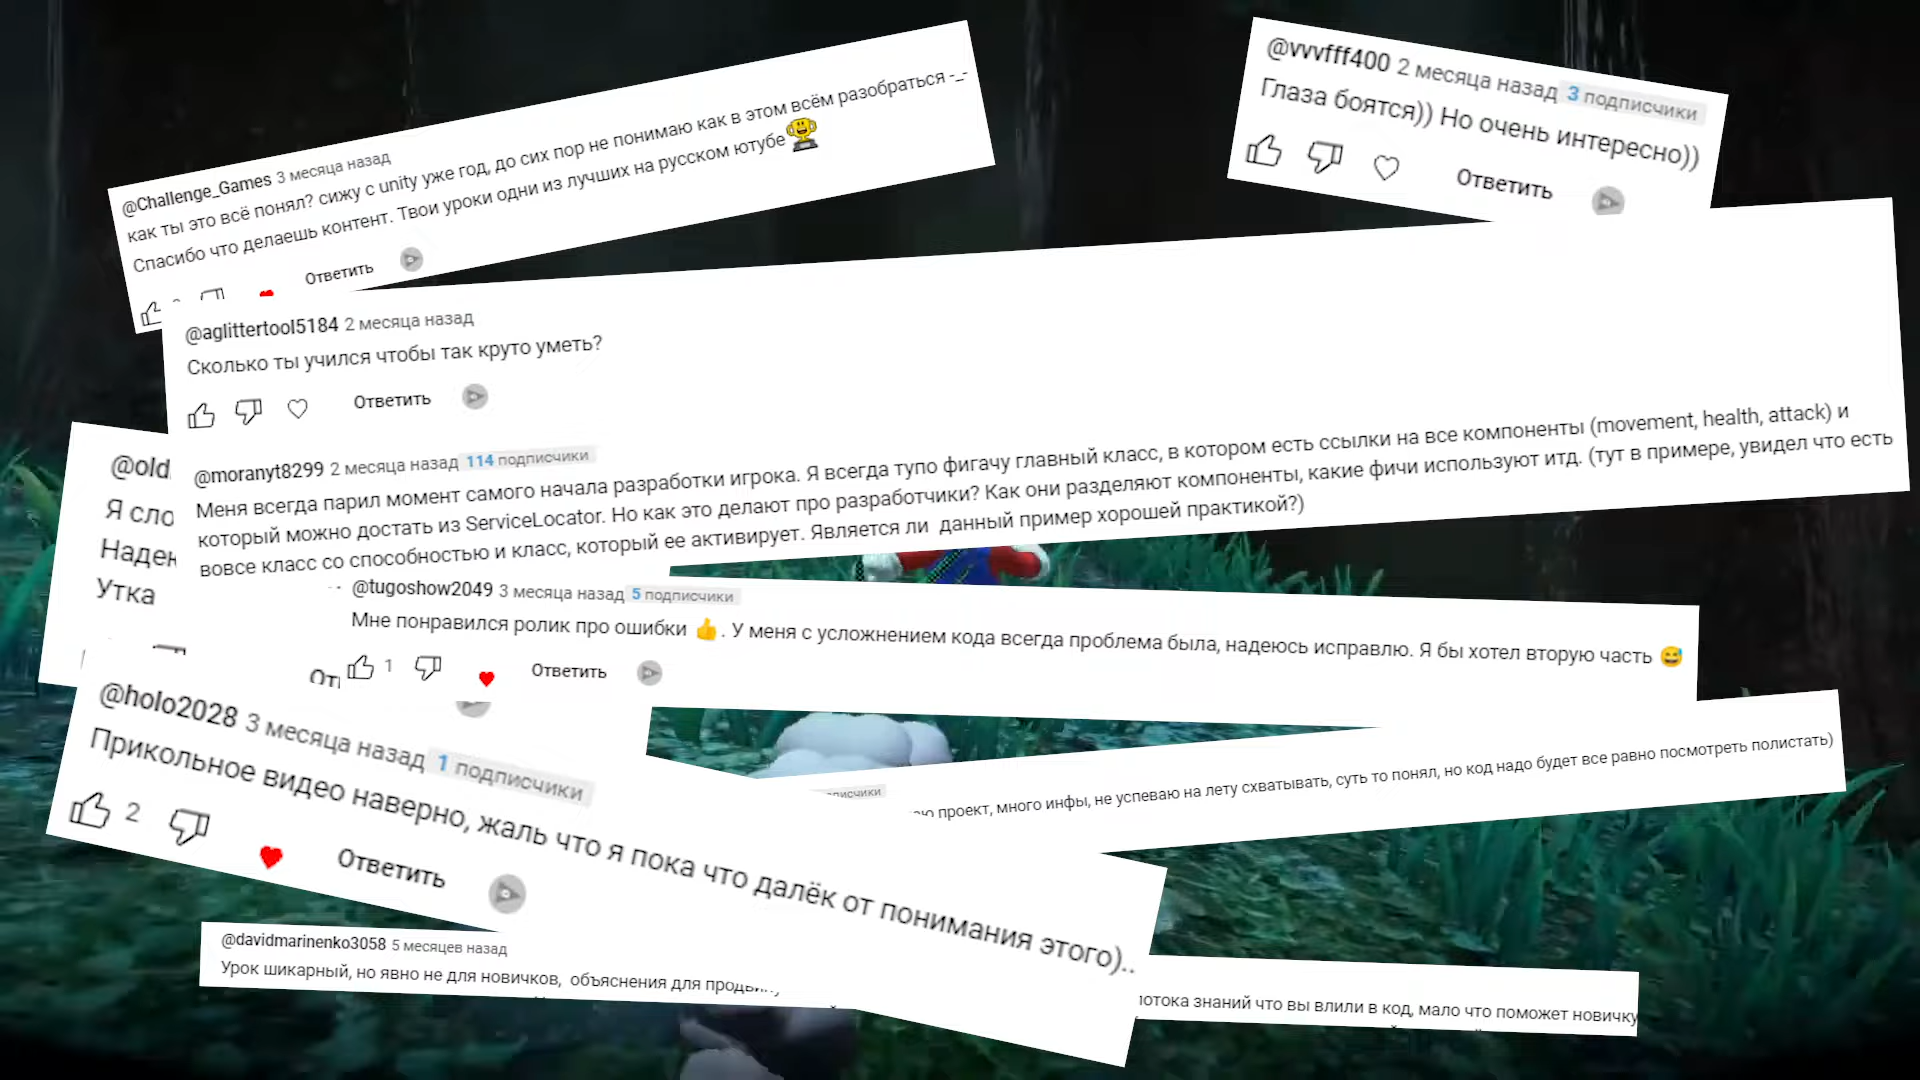 @Challenge_Games 3 месяца назад
как ты это всё понял? сижу с unity уже год, до сих пор не понимаю как в этом всём разобраться -_-
Спасибо что делаешь контент. Твои уроки одни из лучших на русском ютубе🏆
Ответить
@vvvfff400 2 месяца назад 3 подписчики
Глаза боятся)) Но очень интересно))
Ответить
@aglittertool5184 2 месяца назад
Сколько ты учился чтобы так круто уметь?
Ответить
@moranyt8299 2 месяца назад 114 подписчики
Меня всегда парил момент самого начала разработки игрока. Я всегда тупо фигачу главный класс, в котором есть ссылки на все компоненты (movement, health, attack) и
который можно достать из ServiceLocator. Но как это делают про разработчики? Как они разделяют компоненты, какие фичи используют итд. (тут в примере, увидел что есть
вовсе класс со способностью и класс, который ее активирует. Является ли данный пример хорошей практикой?)
@old
Я сло
Надек
Утка
От
@tugoshow2049 3 месяца назад 5 подписчики
Мне понравился ролик про ошибки 👍. У меня с усложнением кода всегда проблема была, надеюсь исправлю. Я бы хотел вторую часть 😅
1 Ответить
проект, много инфы, не успеваю на лету схватывать, суть то понял, но код надо будет все равно посмотреть полистать)
@holo2028 3 месяца назад 1 подписчики
Прикольное видео наверно, жаль что я пока что далёк от понимания этого)..
2 Ответить
@davidmarinenko3058 5 месяцев назад
Урок шикарный, но явно не для новичков, объяснения для
потока знаний что вы влили в код, мало что поможет новичку